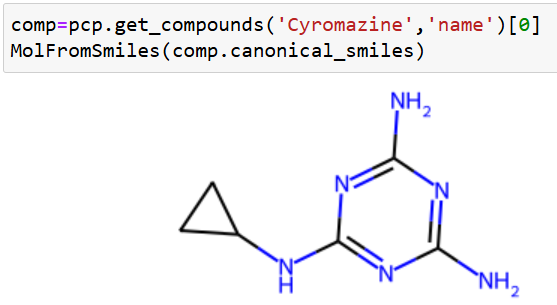 comp=pcp.get_compounds('Cyromazine','name')[0]
MolFromSmiles(comp.canonical_smiles)
NH₂
N
N
N
H
N
NH₂